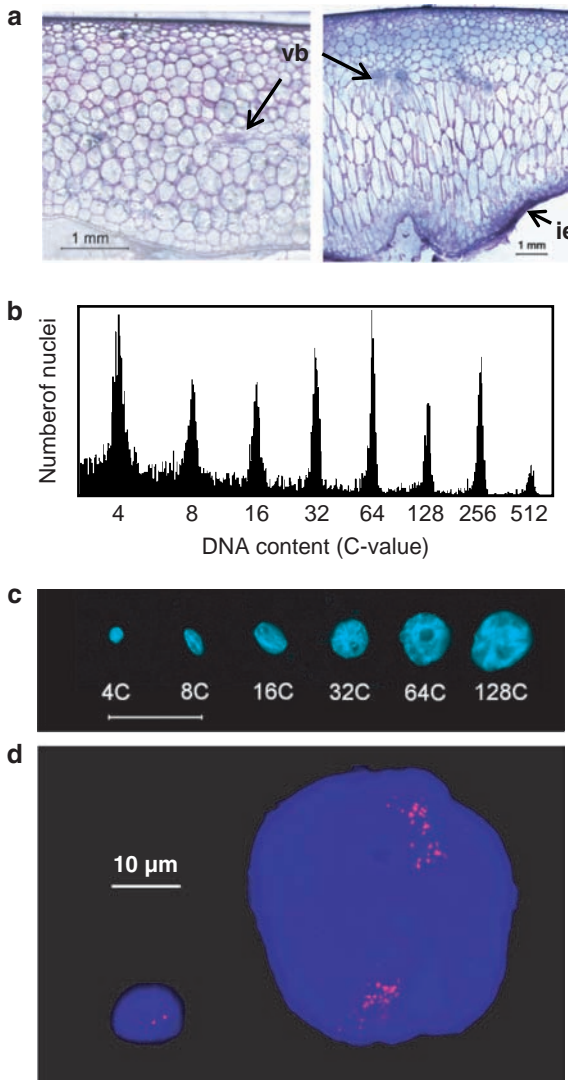 a
vb
1 mm
ie
1 mm
b
Numberof nuclei
4 8 16 32 64 128 256 512
DNA content (C-value)
c
4C 8C 16C 32C 64C 128C
d
10 µm